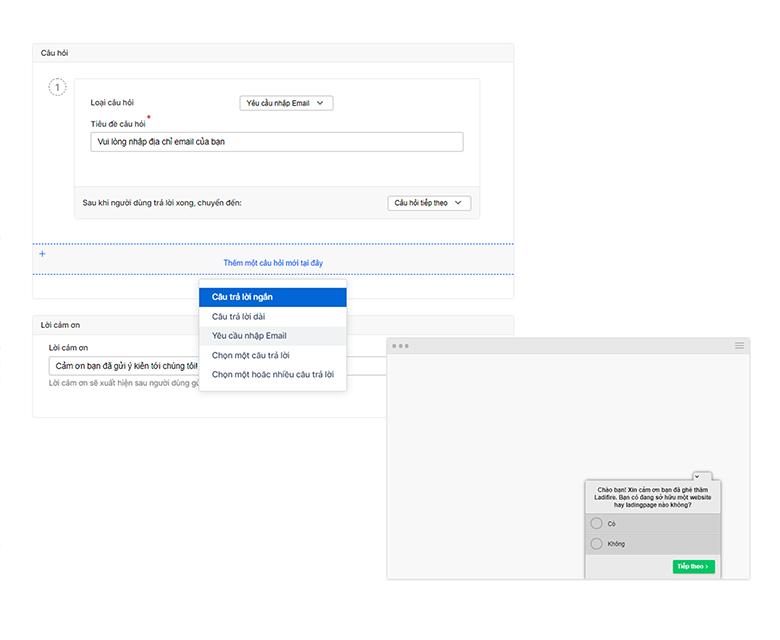 Câu hỏi
1
Loại câu hỏi
Yêu cầu nhập Email
Tiêu đề câu hỏi *
Vui lòng nhập địa chỉ email của bạn
Sau khi người dùng trả lời xong, chuyển đến:
Câu hỏi tiếp theo
+
Thêm một câu hỏi mới tại đây
Câu trả lời ngắn
Câu trả lời dài
Yêu cầu nhập Email
Chọn một câu trả lời
Chọn một hoặc nhiều câu trả lời
Lời cảm ơn
Lời cảm ơn
Cảm ơn bạn đã gửi ý kiến tới chúng tôi!
Lời cảm ơn sẽ xuất hiện sau người dùng gử
Chào bạn! Xin cảm ơn bạn đã ghé thăm
Ladifire. Bạn có đang sở hữu một website
hay ladingpage nào không?
Có
Không
Tiếp theo ›